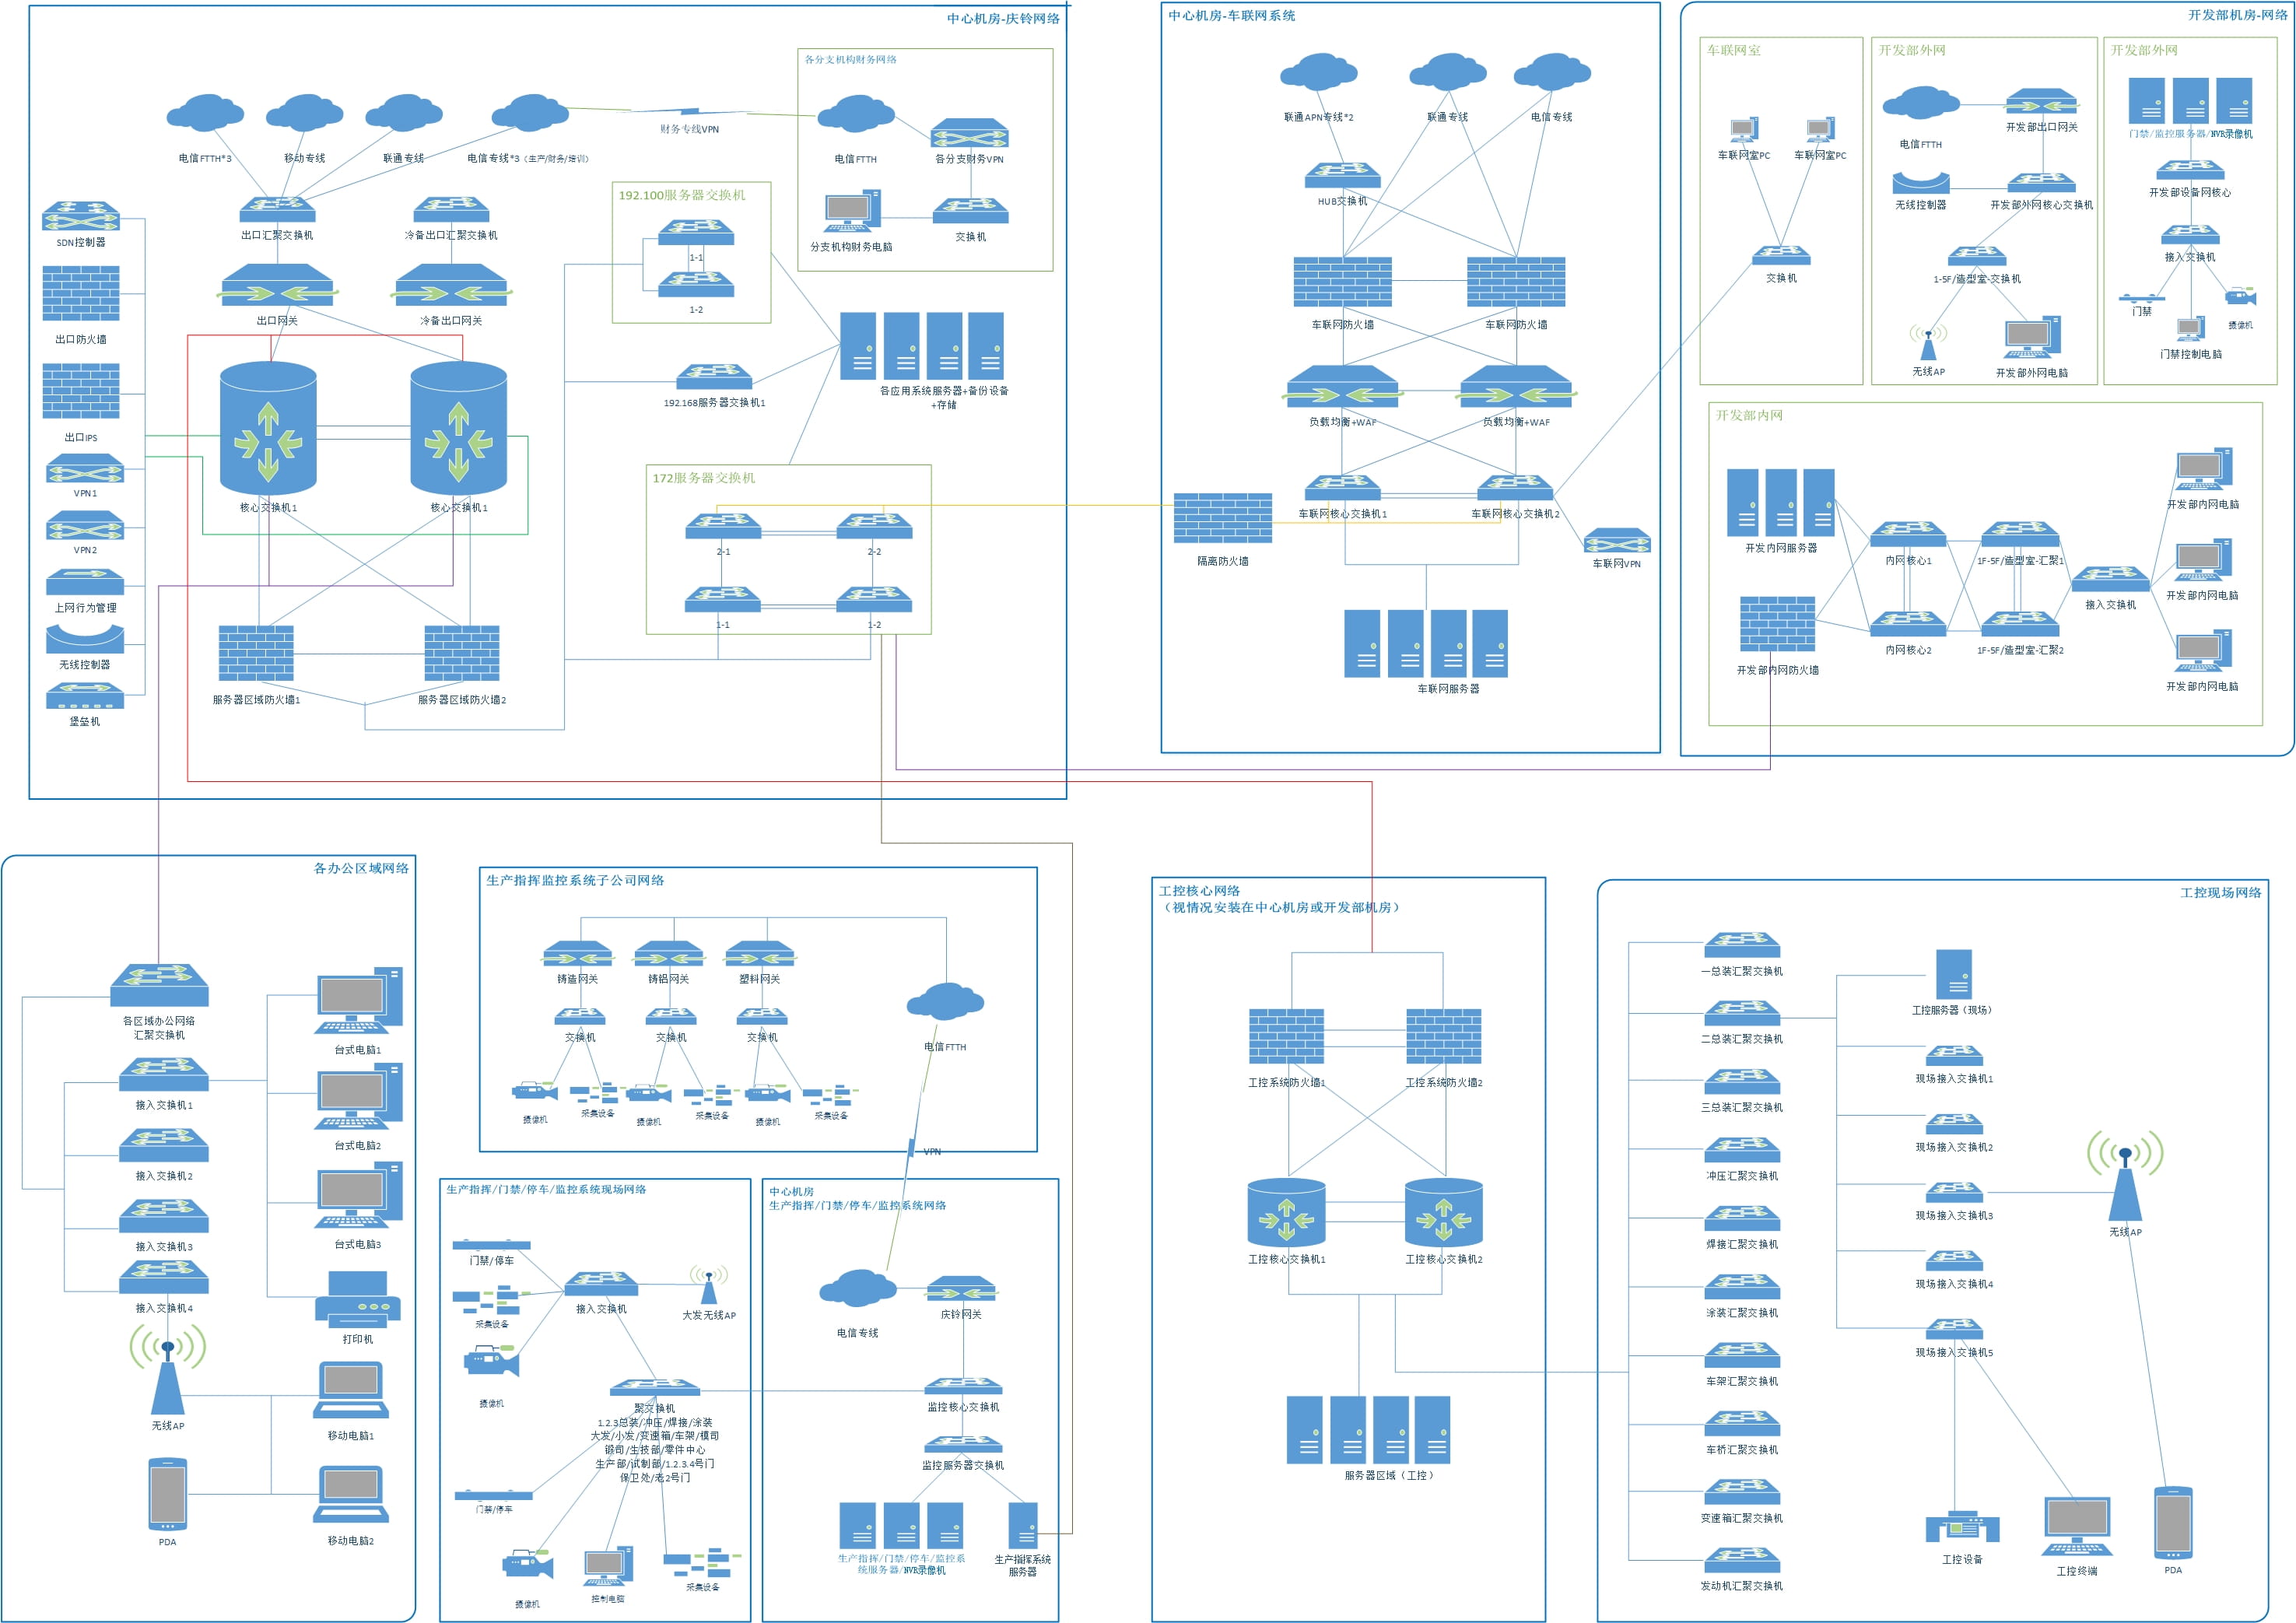 中心机房-庆铃网络
各分支机构财务网络
电信FTTH*3
移动专线
联通专线
电信专线*3（生产/财务/培训）
财务专线VPN
电信FTTH
各分支财务VPN
分支机构财务电脑
交换机
SDN控制器
出口防火墙
出口IPS
VPN1
VPN2
上网行为管理
无线控制器
堡垒机
出口汇聚交换机
冷备出口汇聚交换机
出口网关
冷备出口网关
核心交换机1
核心交换机1
服务器区域防火墙1
服务器区域防火墙2
192.100服务器交换机
1-1
1-2
192.168服务器交换机1
各应用系统服务器+备份设备
+存储
172服务器交换机
2-1
2-2
1-1
1-2
中心机房-车联网系统
联通APN专线*2
联通专线
电信专线
HUB交换机
车联网防火墙
车联网防火墙
负载均衡+WAF
负载均衡+WAF
车联网核心交换机1
车联网核心交换机2
隔离防火墙
车联网VPN
车联网服务器
开发部机房-网络
车联网室
车联网室PC
车联网室PC
交换机
开发部外网
电信FTTH
开发部出口网关
无线控制器
开发部外网核心交换机
1-5F/造型室-交换机
无线AP
开发部外网电脑
开发部外网
门禁/监控服务器/NVR录像机
开发部设备网核心
接入交换机
门禁
摄像机
门禁控制电脑
开发部内网
开发内网服务器
开发部内网防火墙
内网核心1
内网核心2
1F-5F/造型室-汇聚1
1F-5F/造型室-汇聚2
接入交换机
开发部内网电脑
开发部内网电脑
开发部内网电脑
各办公区域网络
各区域办公网络
汇聚交换机
接入交换机1
接入交换机2
接入交换机3
接入交换机4
台式电脑1
台式电脑2
台式电脑3
打印机
无线AP
移动电脑1
PDA
移动电脑2
生产指挥监控系统子公司网络
铸造网关
铸铝网关
塑料网关
交换机
交换机
交换机
摄像机
采集设备
摄像机
采集设备
摄像机
采集设备
电信FTTH
VPN
生产指挥/门禁/停车/监控系统现场网络
门禁/停车
采集设备
摄像机
接入交换机
大发无线AP
聚交换机
1.2.3总装/冲压/焊接/涂装
大发/小发/变速箱/车架/模司
锻司/生技部/零件中心
生产部/试制部/1.2.3.4号门
保卫处/老2号门
门禁/停车
摄像机
控制电脑
采集设备
中心机房
生产指挥/门禁/停车/监控系统网络
电信专线
庆铃网关
监控核心交换机
监控服务器交换机
生产指挥/门禁/停车/监控系
统服务器/NVR录像机
生产指挥系统
服务器
工控核心网络
（视情况安装在中心机房或开发部机房）
工控系统防火墙1
工控系统防火墙2
工控核心交换机1
工控核心交换机2
服务器区域（工控）
工控现场网络
一总装汇聚交换机
二总装汇聚交换机
三总装汇聚交换机
冲压汇聚交换机
焊接汇聚交换机
涂装汇聚交换机
车架汇聚交换机
车桥汇聚交换机
变速箱汇聚交换机
发动机汇聚交换机
工控服务器（现场）
现场接入交换机1
现场接入交换机2
现场接入交换机3
现场接入交换机4
现场接入交换机5
无线AP
工控设备
工控终端
PDA